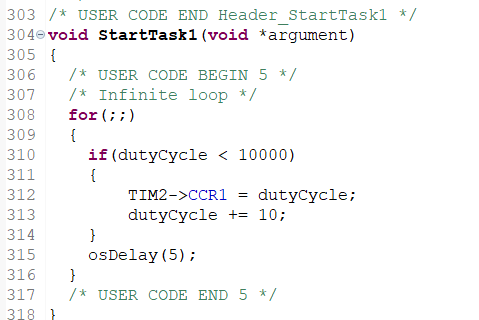 303 /* USER CODE END Header_StartTask1 */
304 void StartTask1(void *argument)
305 {
306 /* USER CODE BEGIN 5 */
307 /* Infinite loop */
308 for(;;)
309 {
310 if(dutyCycle < 10000)
311 {
312 TIM2->CCR1 = dutyCycle;
313 dutyCycle += 10;
314 }
315 osDelay(5);
316 }
317 /* USER CODE END 5 */
318 }